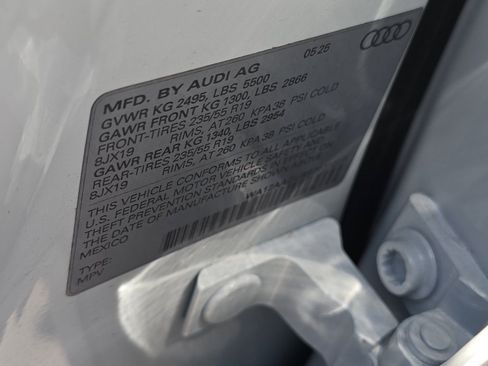 MFD. BY AUDI AG 05/25
GVWR KG 2495, LBS 5500
GAWR FRONT KG 1300, LBS 2866
FRONT-TIRES 235/55 R19
8JX19 RIMS, AT 260 KPA/38 PSI COLD
GAWR REAR KG 1340, LBS 2954
REAR-TIRES 235/55 R19
8JX19 RIMS, AT 260 KPA/38 PSI COLD
THIS VEHICLE CONFORMS TO ALL APPLICABLE
U.S. FEDERAL MOTOR VEHICLE SAFETY AND
THEFT PREVENTION STANDARDS IN EFFECT ON
THE DATE OF MANUFACTURE SHOWN ABOVE.
MEXICO
TYPE:
MPV